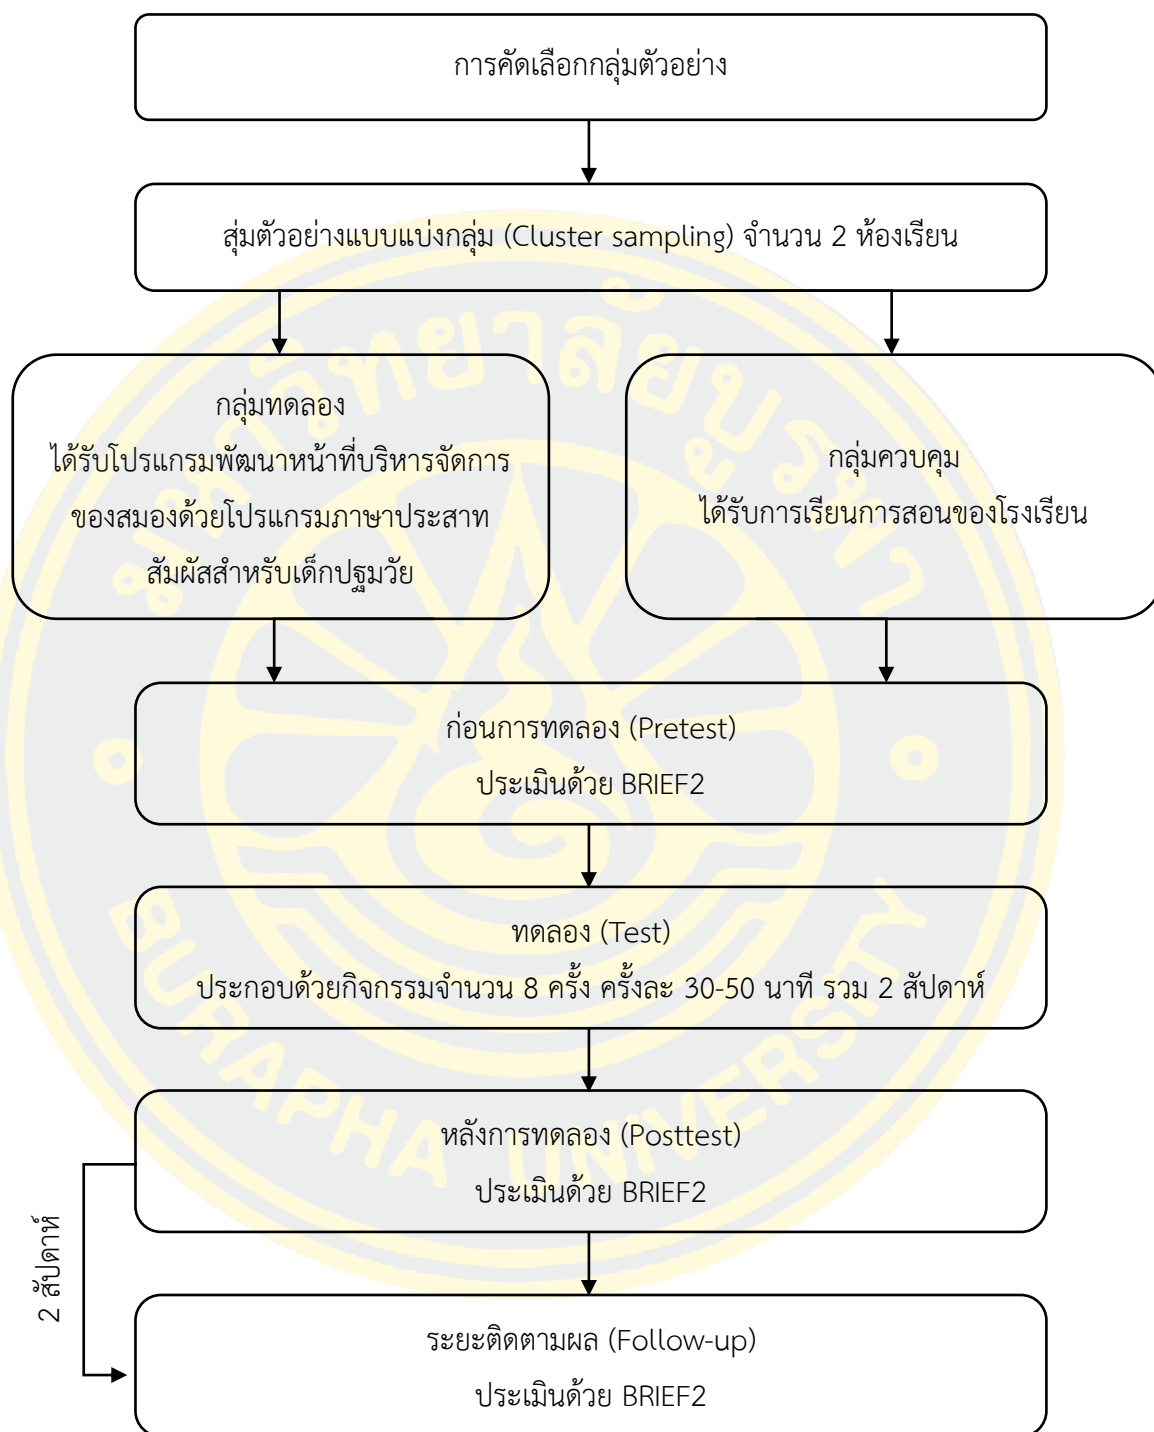 การคัดเลือกกลุ่มตัวอย่าง
สุ่มตัวอย่างแบบแบ่งกลุ่ม (Cluster sampling) จำนวน 2 ห้องเรียน
กลุ่มทดลอง
ได้รับโปรแกรมพัฒนาหน้าที่บริหารจัดการ
ของสมองด้วยโปรแกรมภาษาประสาท
สัมผัสสำหรับเด็กปฐมวัย
กลุ่มควบคุม
ได้รับการเรียนการสอนของโรงเรียน
ก่อนการทดลอง (Pretest)
ประเมินด้วย BRIEF2
ทดลอง (Test)
ประกอบด้วยกิจกรรมจำนวน 8 ครั้ง ครั้งละ 30-50 นาที รวม 2 สัปดาห์
หลังการทดลอง (Posttest)
ประเมินด้วย BRIEF2
2 สัปดาห์
ระยะติดตามผล (Follow-up)
ประเมินด้วย BRIEF2
มหาวิทยาลัยบูรพา
BURAPHA UNIVERSITY